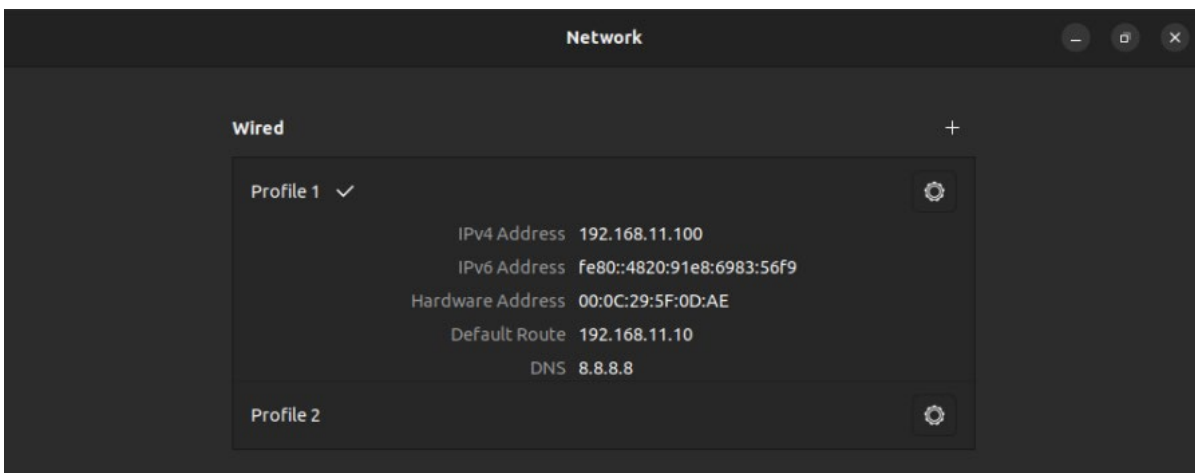 Network
Wired
Profile 1
IPv4 Address 192.168.11.100
IPv6 Address fe80::4820:91e8:6983:56f9
Hardware Address 00:0C:29:5F:0D:AE
Default Route 192.168.11.10
DNS 8.8.8.8
Profile 2